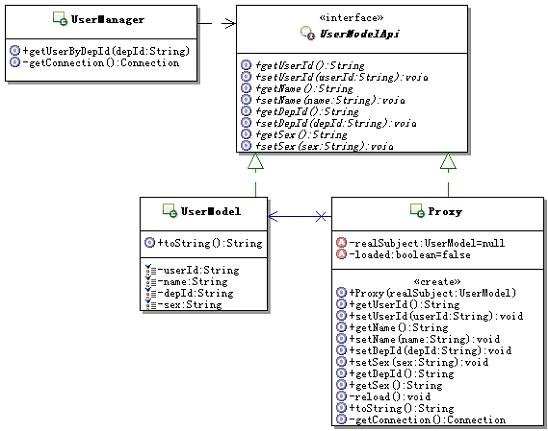 UserManager
+getUserByDepId(depId:String)
-getConnection():Connection
«interface»
UserModelApi
+getUserId():String
+setUserId(userId:String):void
+getName():String
+setName(name:String):void
+getDepId():String
+setDepId(depId:String):void
+getSex():String
+setSex(sex:String):void
UserModel
+toString():String
-userId:String
-name:String
-depId:String
-sex:String
Proxy
-realSubject:UserModel=null
-loaded:boolean=false
«create»
+Proxy(realSubject:UserModel)
+getUserId():String
+setUserId(userId:String):void
+getName():String
+setName(name:String):void
+setDepId(depId:String):void
+setSex(sex:String):void
+getDepId():String
+getSex():String
-reload():void
+toString():String
-getConnection():Connection